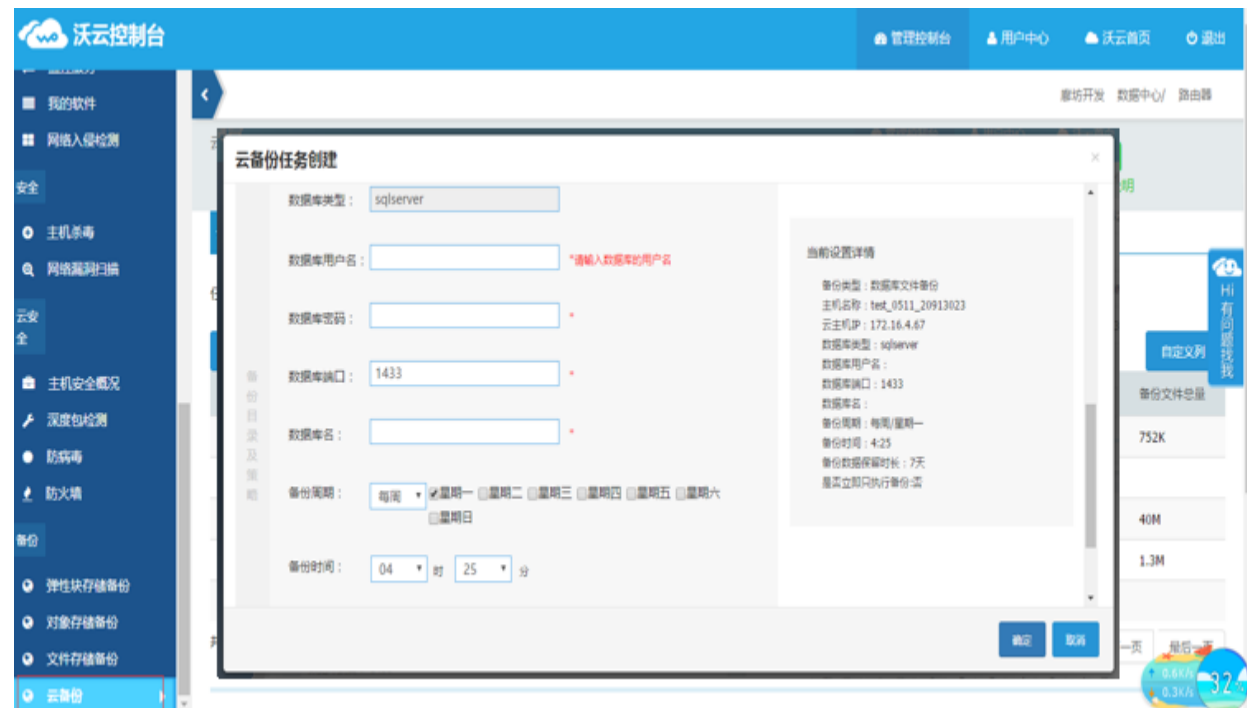 沃云控制台
管理控制台
用户中心
沃云首页
退出
我的软件
网络入侵检测
安全
主机杀毒
网络漏洞扫描
云安
全
主机安全概况
深度包检测
防病毒
防火墙
备份
弹性块存储备份
对象存储备份
文件存储备份
云备份
廊坊开发 数据中心/ 路由器
云备份任务创建
×
备份目录及策略
数据库类型： sqlserver
数据库用户名： *请输入数据库的用户名
数据库密码： *
数据库端口： 1433 *
数据库名： *
备份周期： 每周 星期一 星期二 星期三 星期四 星期五 星期六
星期日
备份时间： 04 时 25 分
当前设置详情
备份类型：数据库文件备份
主机名称：test_0511_20913023
云主机IP：172.16.4.67
数据库类型：sqlserver
数据库用户名：
数据库端口：1433
数据库名：
备份周期：每周/星期一
备份时间：4:25
备份数据保留时长：7天
是否立即只执行备份:否
确定
取消
明
Hi
有问题找我
自定义列
备份文件总量
752K
40M
1.3M
一页
最后一页
0.6K/s
0.3K/s
32